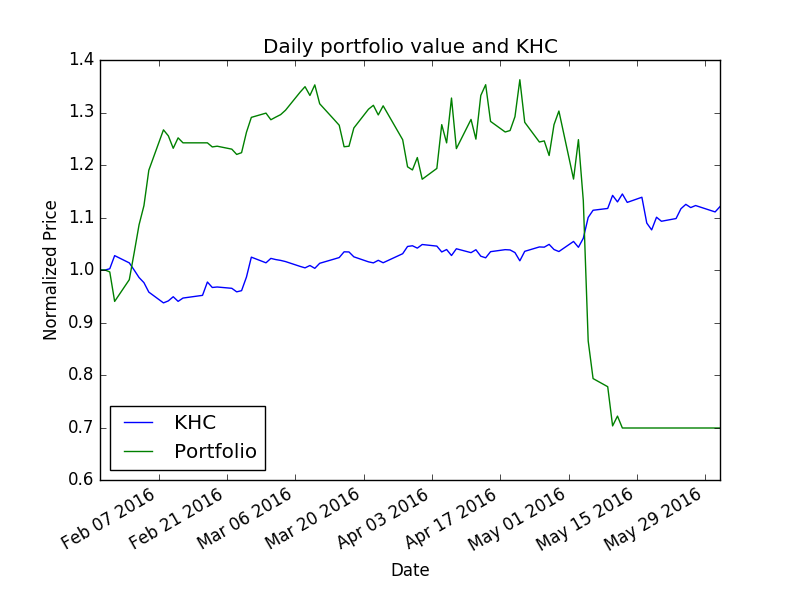 Daily portfolio value and KHC
1.4
1.3
1.2
1.1
1.0
0.9
0.8
0.7
0.6
Normalized Price
KHC
Portfolio
Feb 07 2016
Feb 21 2016
Mar 06 2016
Mar 20 2016
Apr 03 2016
Apr 17 2016
May 01 2016
May 15 2016
May 29 2016
Date